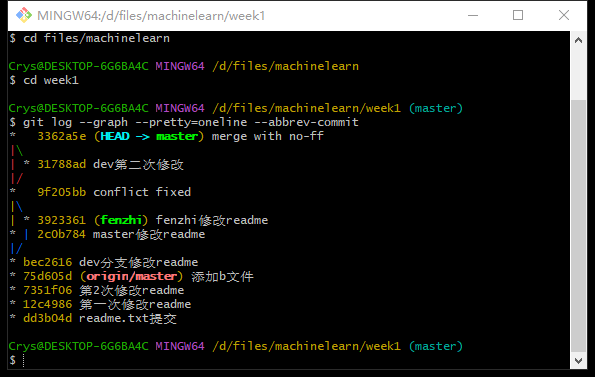 MINGW64:/d/files/machinelearn/week1
$ cd files/machinelearn
Crys@DESKTOP-6G6BA4C MINGW64 /d/files/machinelearn
$ cd week1
Crys@DESKTOP-6G6BA4C MINGW64 /d/files/machinelearn/week1 (master)
$ git log --graph --pretty=oneline --abbrev-commit
*   3362a5e (HEAD -> master) merge with no-ff
|\
| * 31788ad dev第二次修改
|/
*   9f205bb conflict fixed
|\
| * 3923361 (fenzhi) fenzhi修改readme
* | 2c0b784 master修改readme
|/
* bec2616 dev分支修改readme
* 75d605d (origin/master) 添加b文件
* 7351f06 第2次修改readme
* 12c4986 第一次修改readme
* dd3b04d readme.txt提交
Crys@DESKTOP-6G6BA4C MINGW64 /d/files/machinelearn/week1 (master)
$